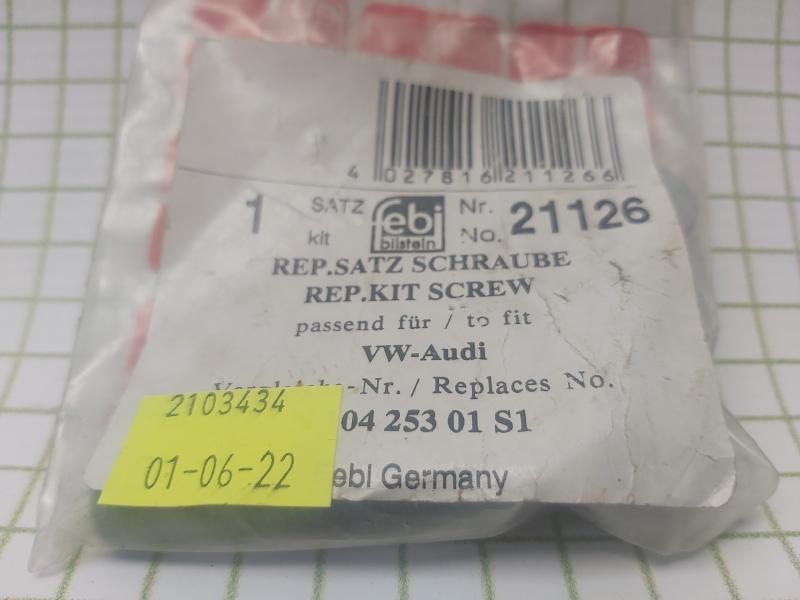 4 027816 211266
1 SATZ kit febi bilstein Nr. No. 21126
REP.SATZ SCHRAUBE
REP.KIT SCREW
passend für / to fit
VW-Audi
-Nr. / Replaces No.
04 253 01 S1
ebi Germany
2103434
01-06-22